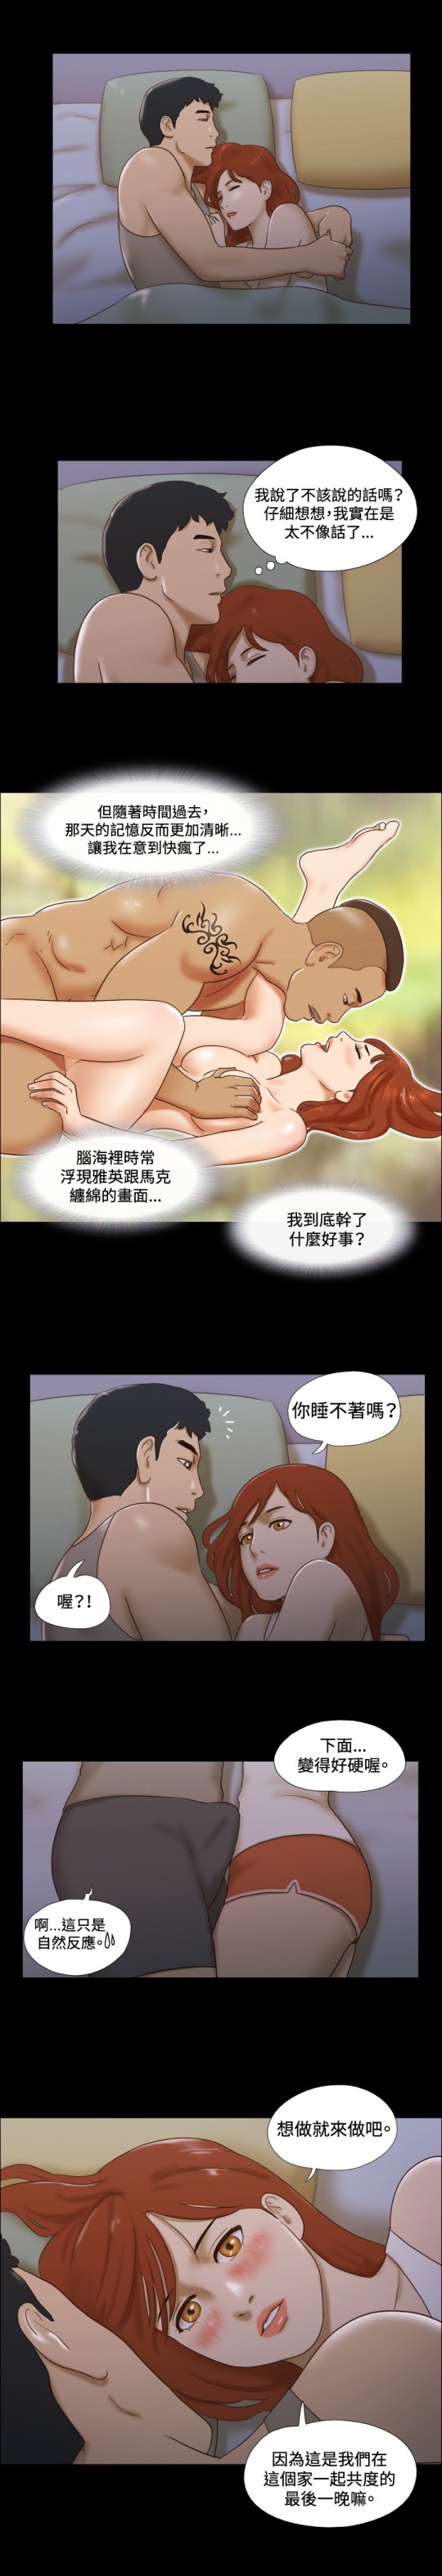 我說了不該說的話嗎？
仔細想想，我實在是
太不像話了...
但隨著時間過去，
那天的記憶反而更加清晰...
讓我在意到快瘋了...
腦海裡時常
浮現雅英跟馬克
纏綿的畫面...
我到底幹了
什麼好事？
你睡不著嗎？
喔？！
下面...
變得好硬喔。
啊...這只是
自然反應。
想做就來做吧。
因為這是我們在
這個家一起共度的
最後一晚嘛。